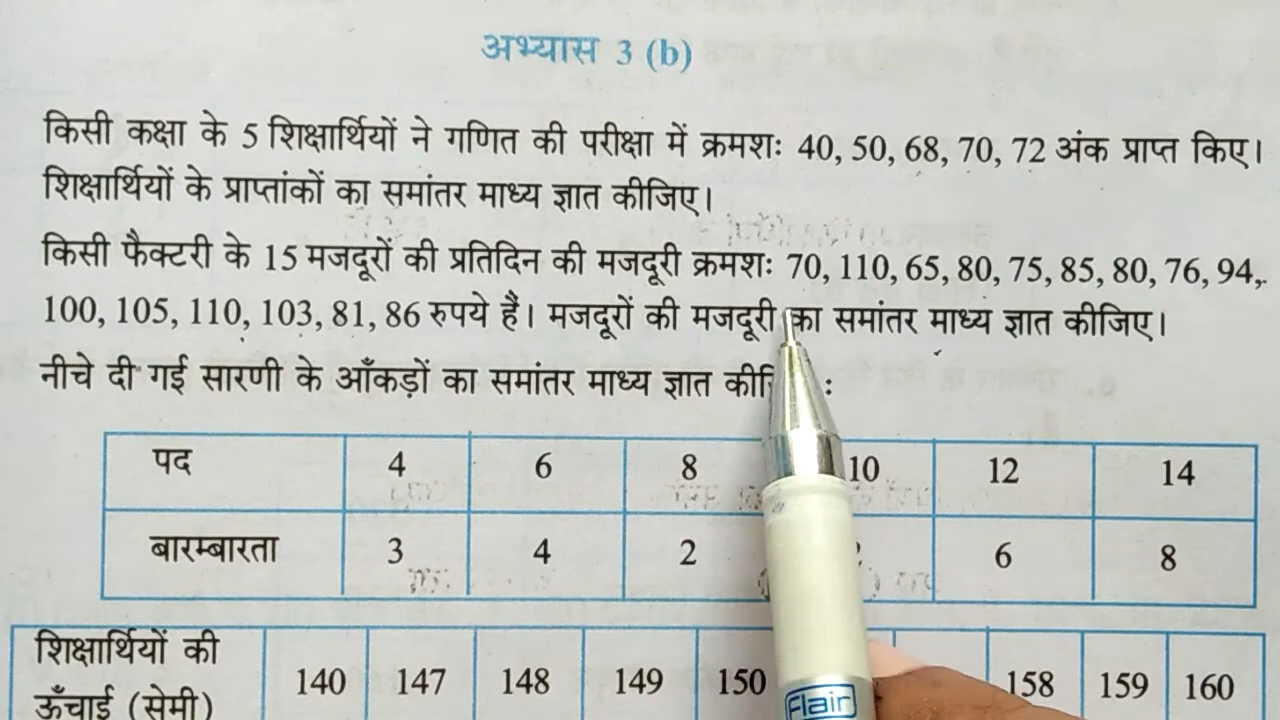 अभ्यास 3 (b)
किसी कक्षा के 5 शिक्षार्थियों ने गणित की परीक्षा में क्रमशः 40, 50, 68, 70, 72 अंक प्राप्त किए।
शिक्षार्थियों के प्राप्तांकों का समांतर माध्य ज्ञात कीजिए।
किसी फैक्टरी के 15 मजदूरों की प्रतिदिन की मजदूरी क्रमशः 70, 110, 65, 80, 75, 85, 80, 76, 94,
100, 105, 110, 103, 81, 86 रुपये है। मजदूरों की मजदूरी का समांतर माध्य ज्ञात कीजिए।
नीचे दी गई सारणी के आँकड़ों का समांतर माध्य ज्ञात :
पद 4 6 8 10 12 14
बारम्बारता 3 4 2 6 8
शिक्षार्थियों की
ऊँचाई (सेमी) 140 147 148 149 150 158 159 160
Flair